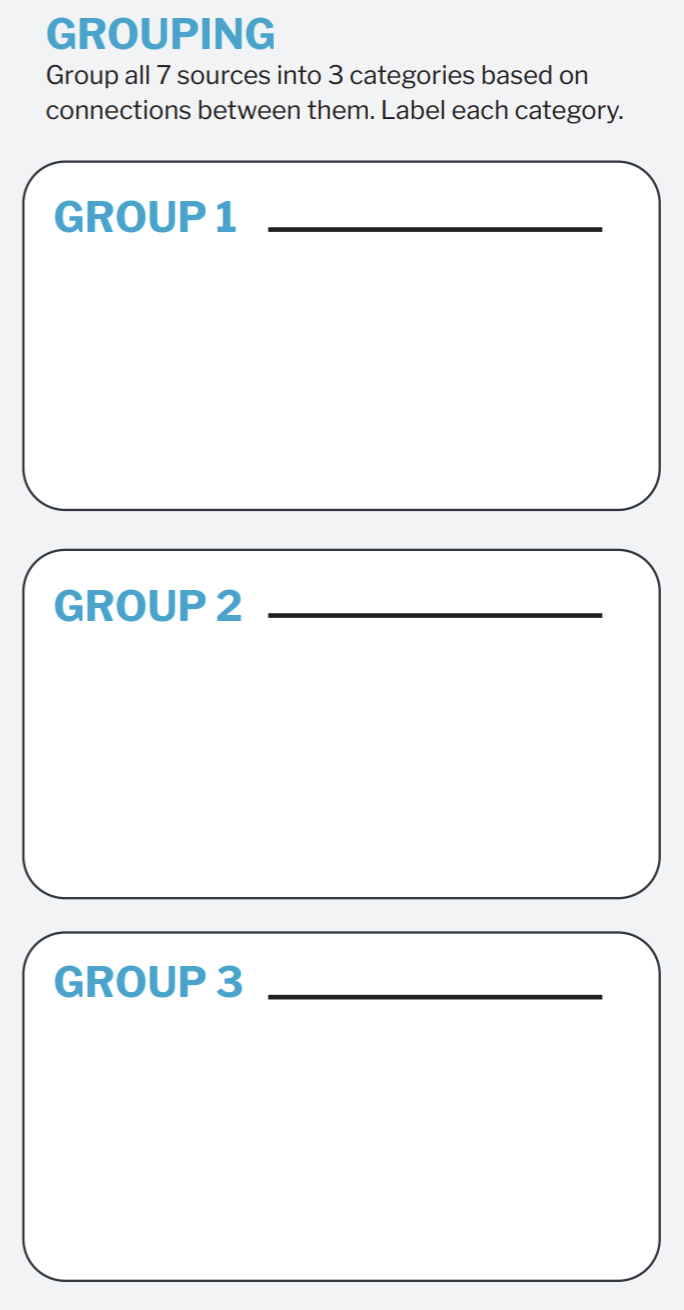 GROUPING
Group all 7 sources into 3 categories based on
connections between them. Label each category.
GROUP 1
GROUP 2
GROUP 3